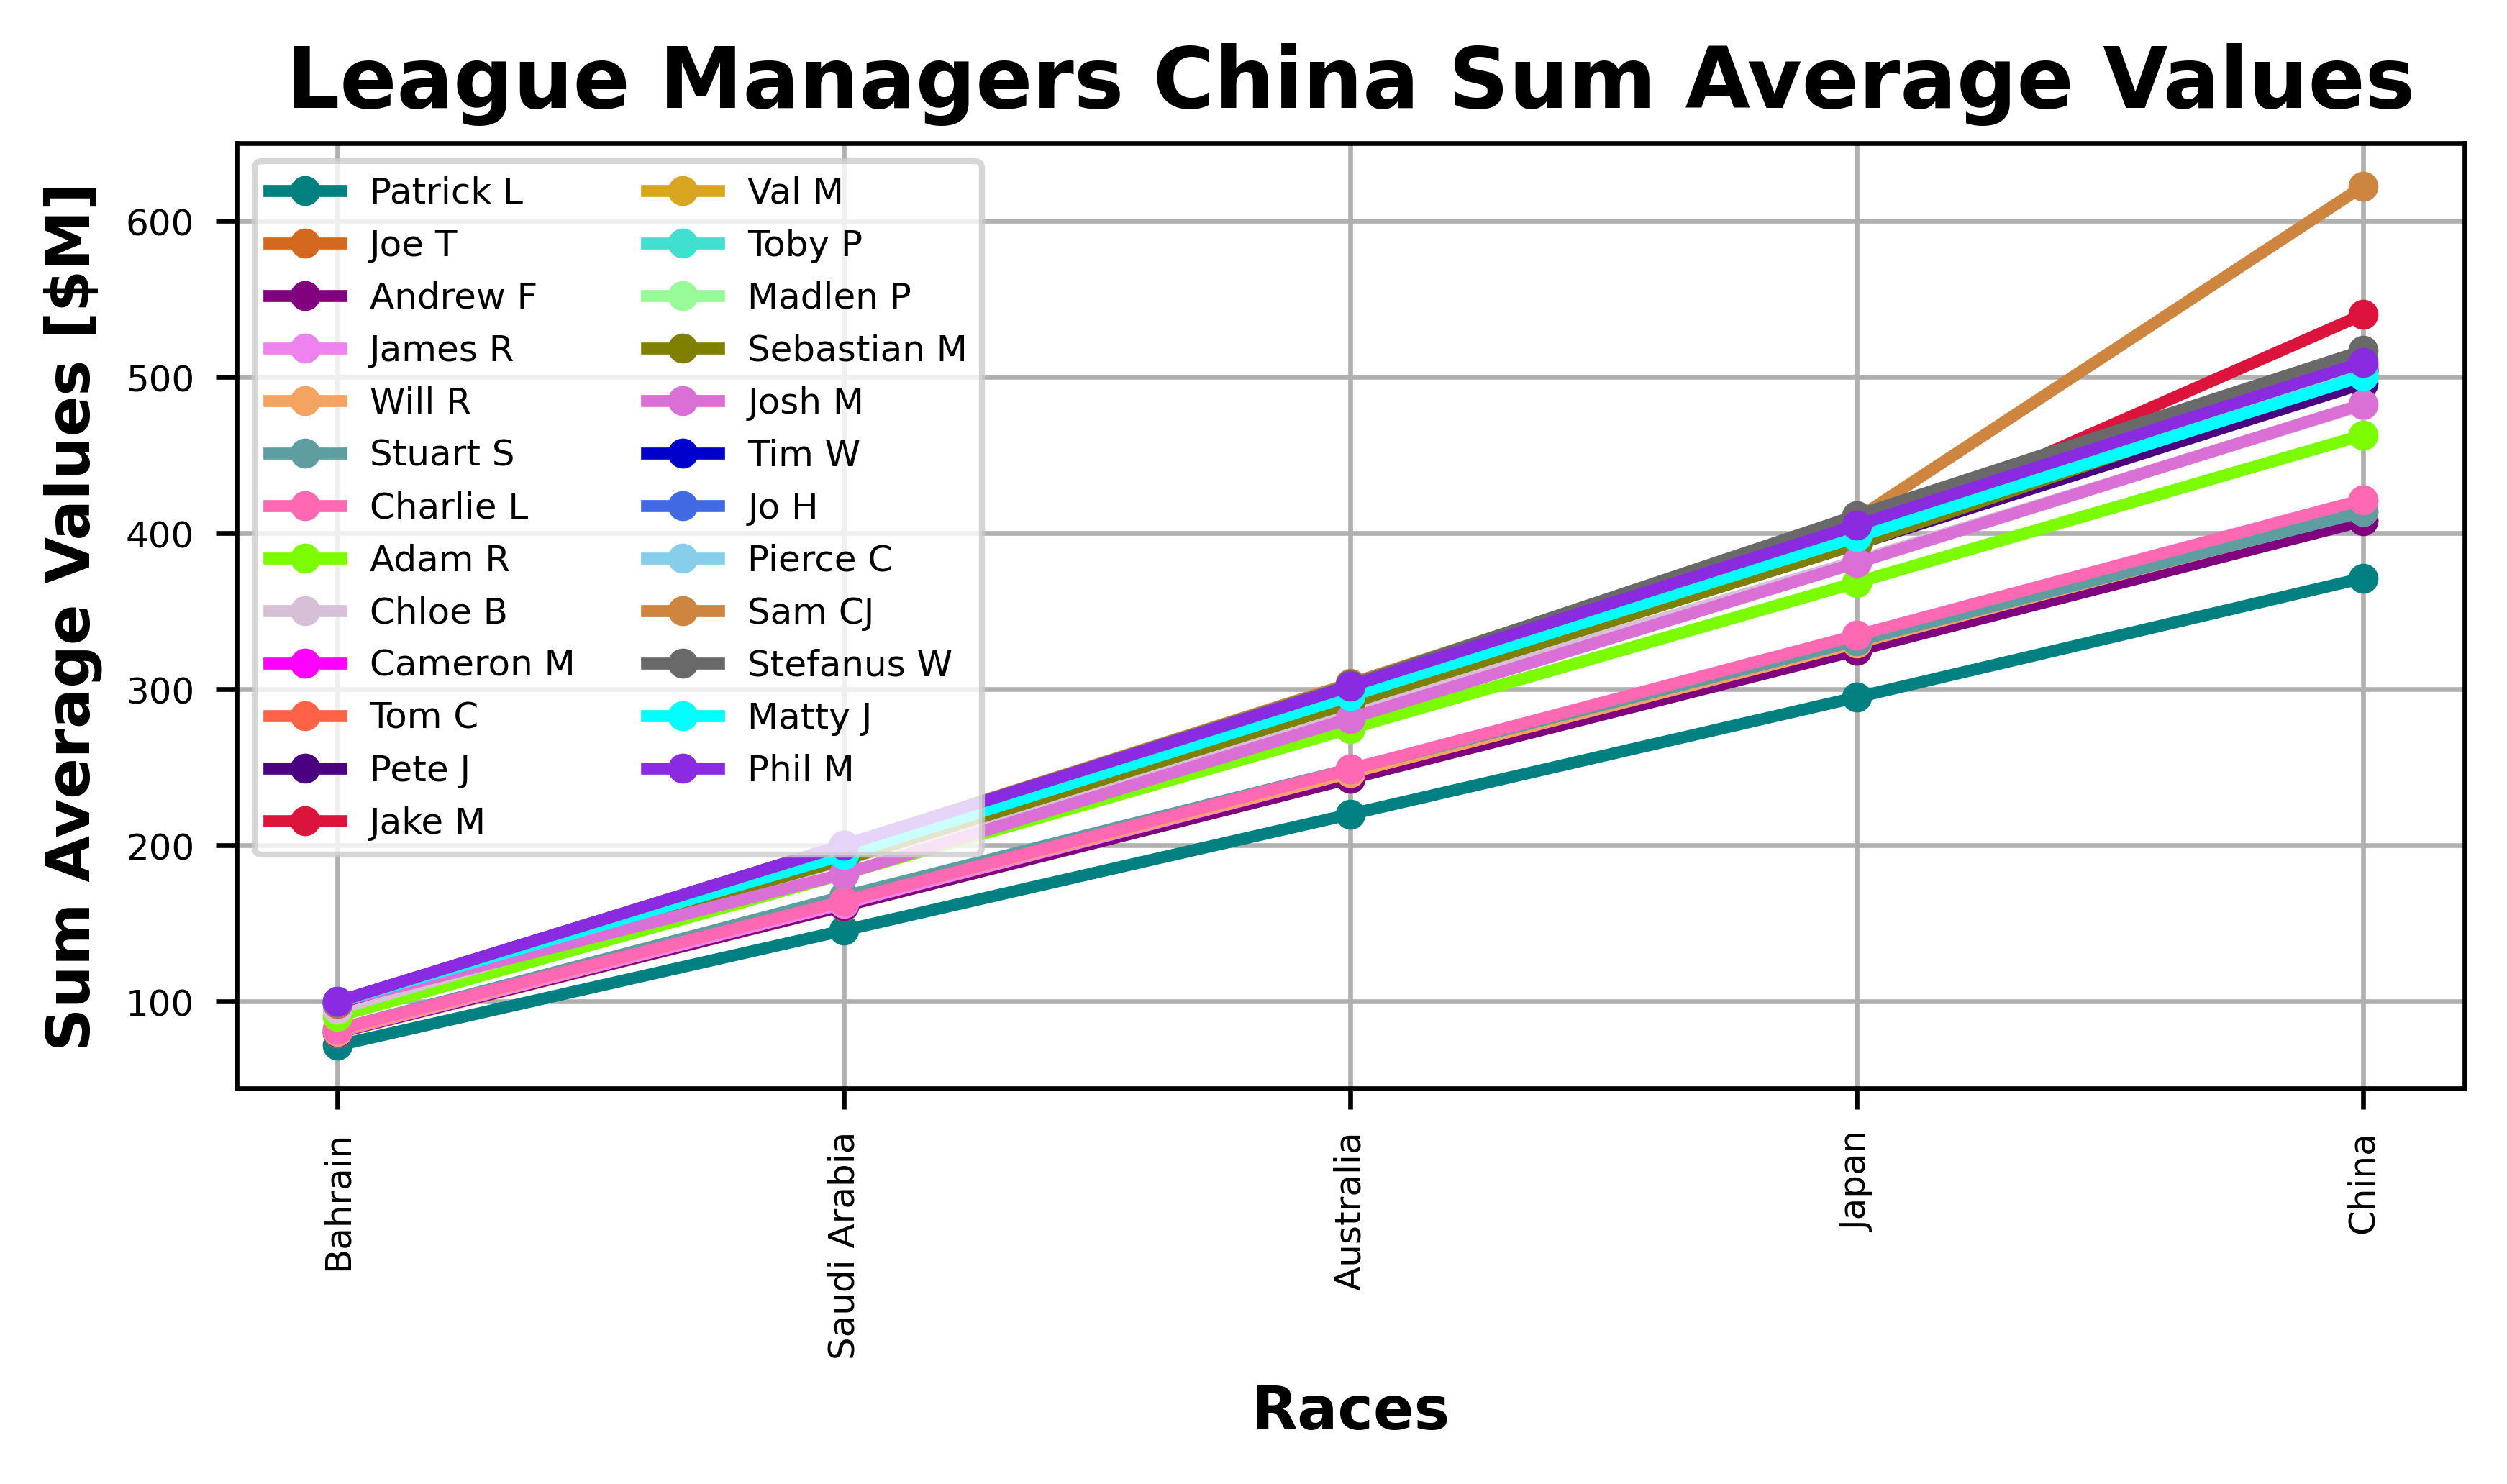 League Managers China Sum Average Values
Sum Average Values [$M]
600
500
400
300
200
100
Patrick L
Joe T
Andrew F
James R
Will R
Stuart S
Charlie L
Adam R
Chloe B
Cameron M
Tom C
Pete J
Jake M
Val M
Toby P
Madlen P
Sebastian M
Josh M
Tim W
Jo H
Pierce C
Sam CJ
Stefanus W
Matty J
Phil M
Bahrain
Saudi Arabia
Australia
Japan
China
Races